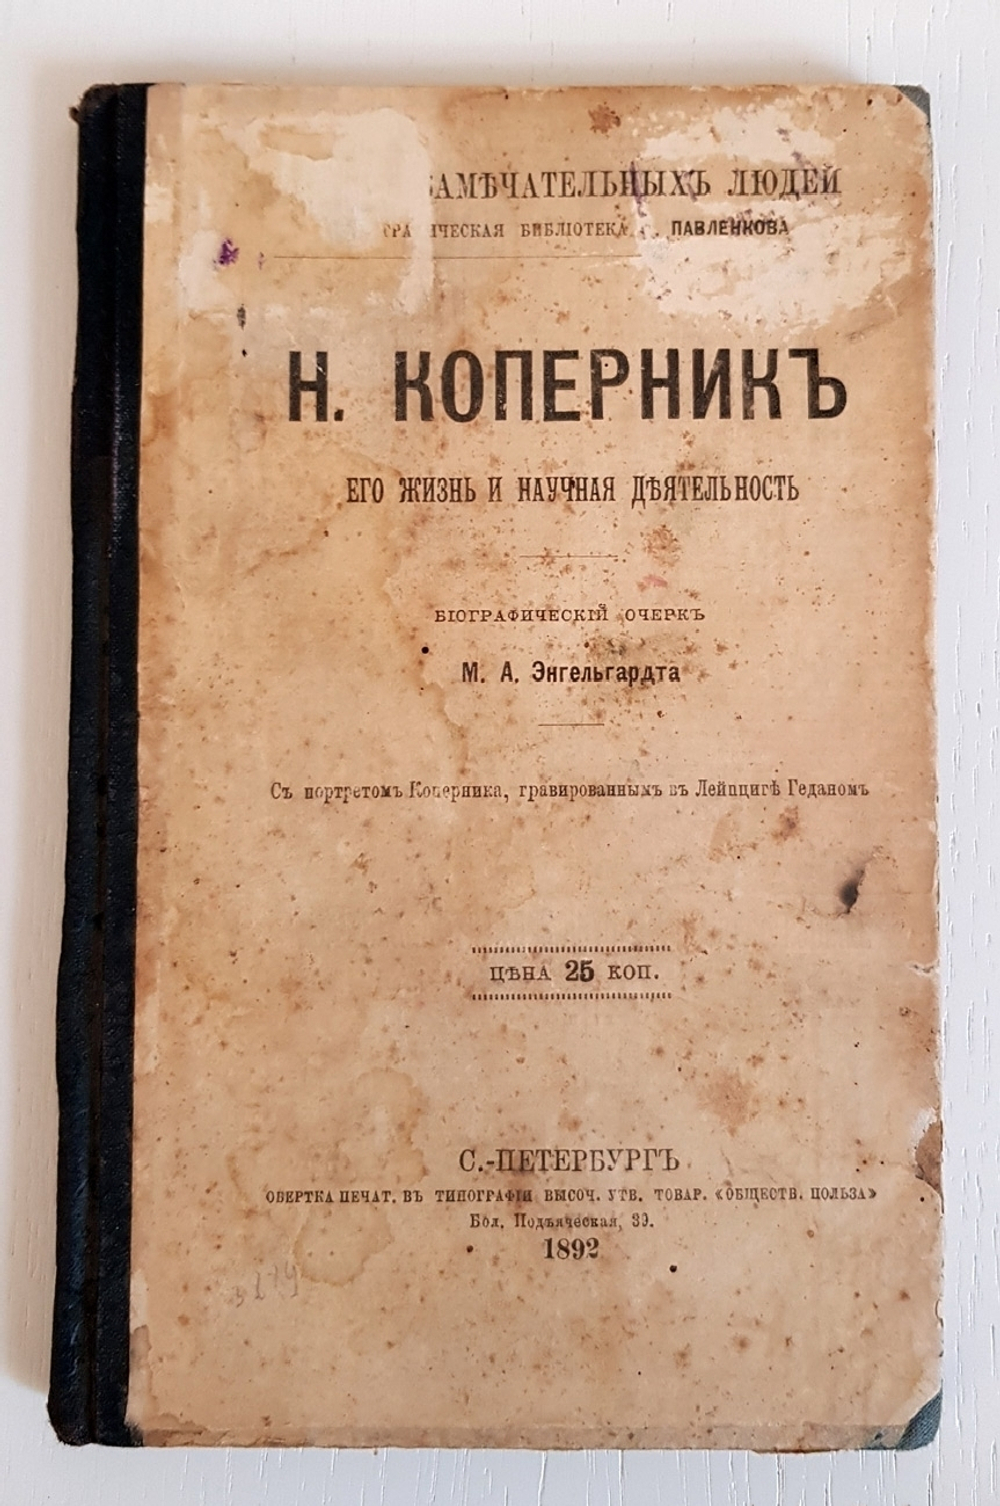 ЗАМѢЧАТЕЛЬНЫХЪ ЛЮДЕЙ
БИБЛІОТЕКА ПАВЛЕНКОВА
Н. КОПЕРНИКЪ
ЕГО ЖИЗНЬ И НАУЧНАЯ ДѢЯТЕЛЬНОСТЬ
БІОГРАФИЧЕСКІЙ ОЧЕРКЪ
М. А. Энгельгардта
Съ портретомъ Коперника, гравированнымъ въ Лейпцигѣ Геданомъ
ЦѢНА 25 КОП.
С.-ПЕТЕРБУРГЪ
ОБЕРТКА ПЕЧАТ. ВЪ ТИПОГРАФІИ ВЫСОЧ. УТВ. ТОВАР. «ОБЩЕСТВ. ПОЛЬЗА»
Бол. Подъяческая, 39.
1892